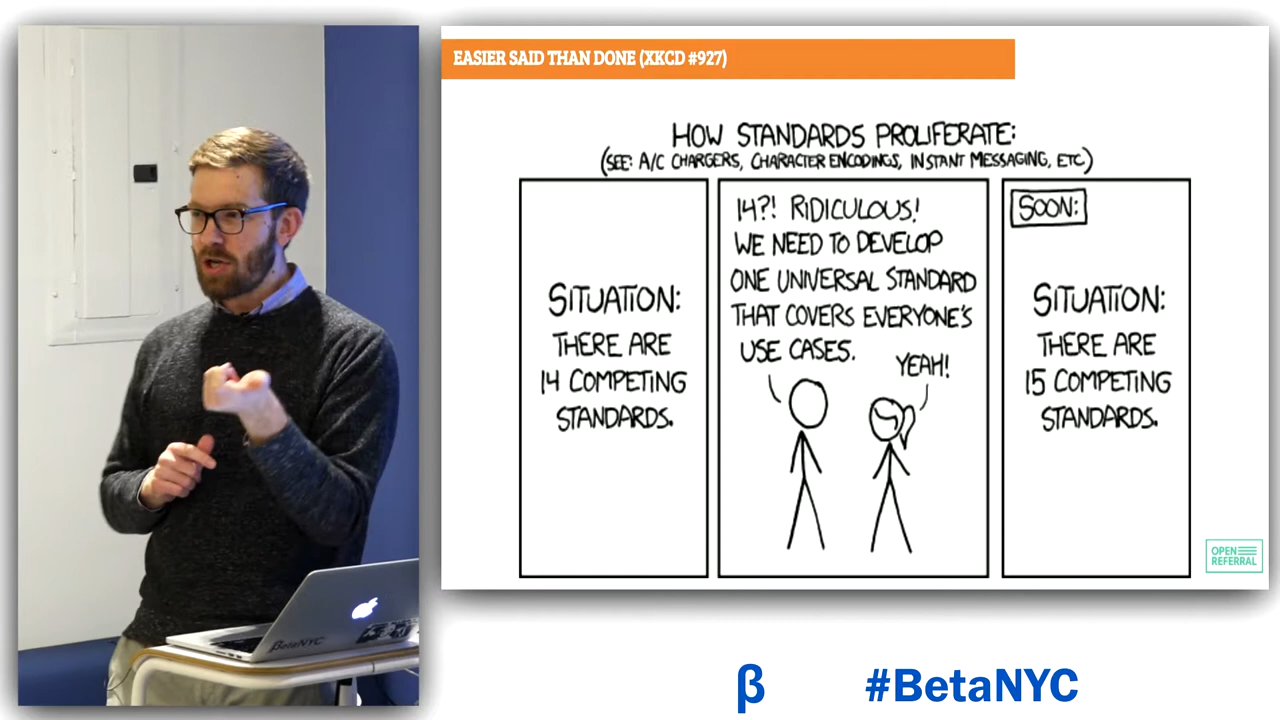 EASIER SAID THAN DONE (XKCD #927)
HOW STANDARDS PROLIFERATE:
(SEE: A/C CHARGERS, CHARACTER ENCODINGS, INSTANT MESSAGING, ETC.)
SITUATION:
THERE ARE
14 COMPETING
STANDARDS.
14?! RIDICULOUS!
WE NEED TO DEVELOP
ONE UNIVERSAL STANDARD
THAT COVERS EVERYONE'S
USE CASES.
YEAH!
SOON:
SITUATION:
THERE ARE
15 COMPETING
STANDARDS.
OPEN
REFERRAL
BetaNYC
β #BetaNYC